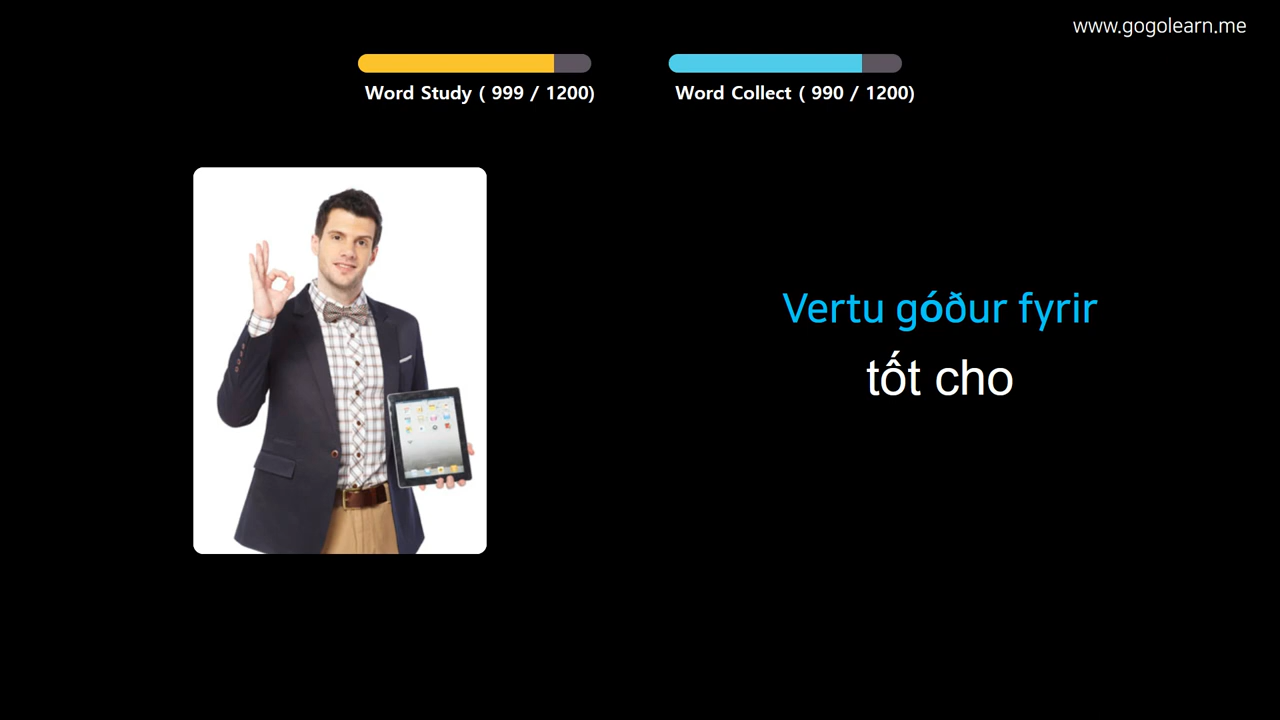 www.gogolearn.me
Word Study ( 999 / 1200)
Word Collect ( 990 / 1200)
Vertu góður fyrir
tốt cho